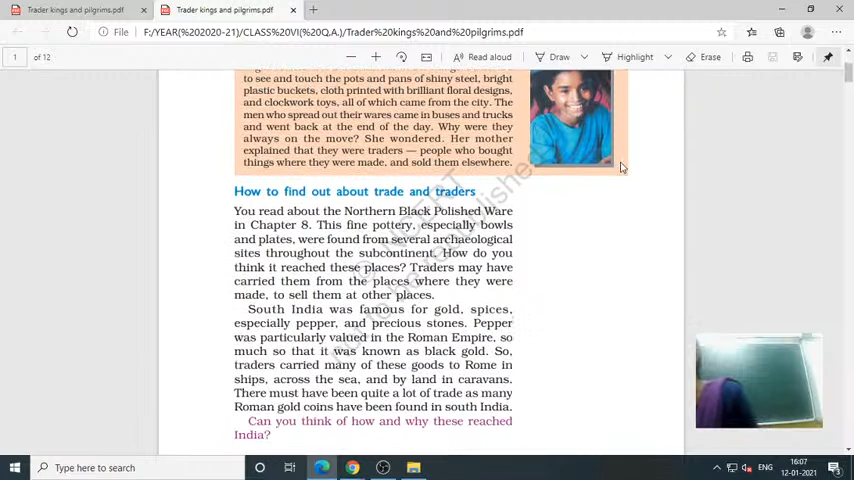 Trader kings and pilgrims.pdf
Trader kings and pilgrims.pdf
File
F:/YEAR(%202020-21)/CLASS%20VI(%20Q.A.)/Trader%20kings%20and%20pilgrims.pdf
1 of 12
Read aloud
Draw
Highlight
Erase
to see and touch the pots and pans of shiny steel, bright
plastic buckets, cloth printed with brilliant floral designs,
and clockwork toys, all of which came from the city. The
men who spread out their wares came in buses and trucks
and went back at the end of the day. Why were they
always on the move? She wondered. Her mother
explained that they were traders — people who bought
things where they were made, and sold them elsewhere.
How to find out about trade and traders
You read about the Northern Black Polished Ware
in Chapter 8. This fine pottery, especially bowls
and plates, were found from several archaeological
sites throughout the subcontinent. How do you
think it reached these places? Traders may have
carried them from the places where they were
made, to sell them at other places.
South India was famous for gold, spices,
especially pepper, and precious stones. Pepper
was particularly valued in the Roman Empire, so
much so that it was known as black gold. So,
traders carried many of these goods to Rome in
ships, across the sea, and by land in caravans.
There must have been quite a lot of trade as many
Roman gold coins have been found in south India.
Can you think of how and why these reached
India?
© NCERT
not to be republished
Type here to search
ENG
16:07
12-01-2021